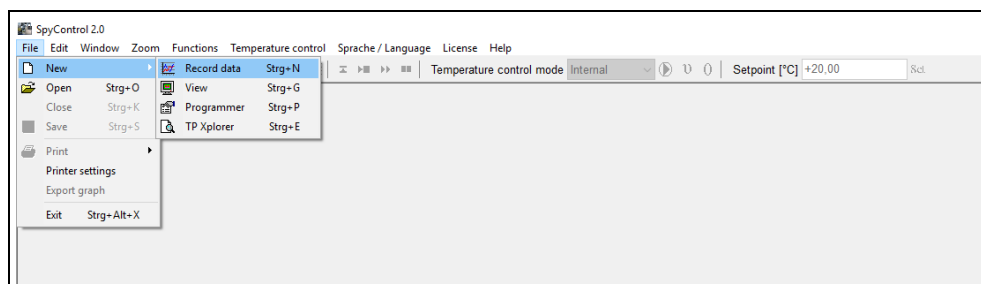 SpyControl 2.0
File Edit Window Zoom Functions Temperature control Sprache / Language License Help
New Record data Strg+N Temperature control mode Internal Setpoint [°C] +20,00 Set
Open Strg+O View Strg+G
Close Strg+K Programmer Strg+P
Save Strg+S TP Xplorer Strg+E
Print
Printer settings
Export graph
Exit Strg+Alt+X